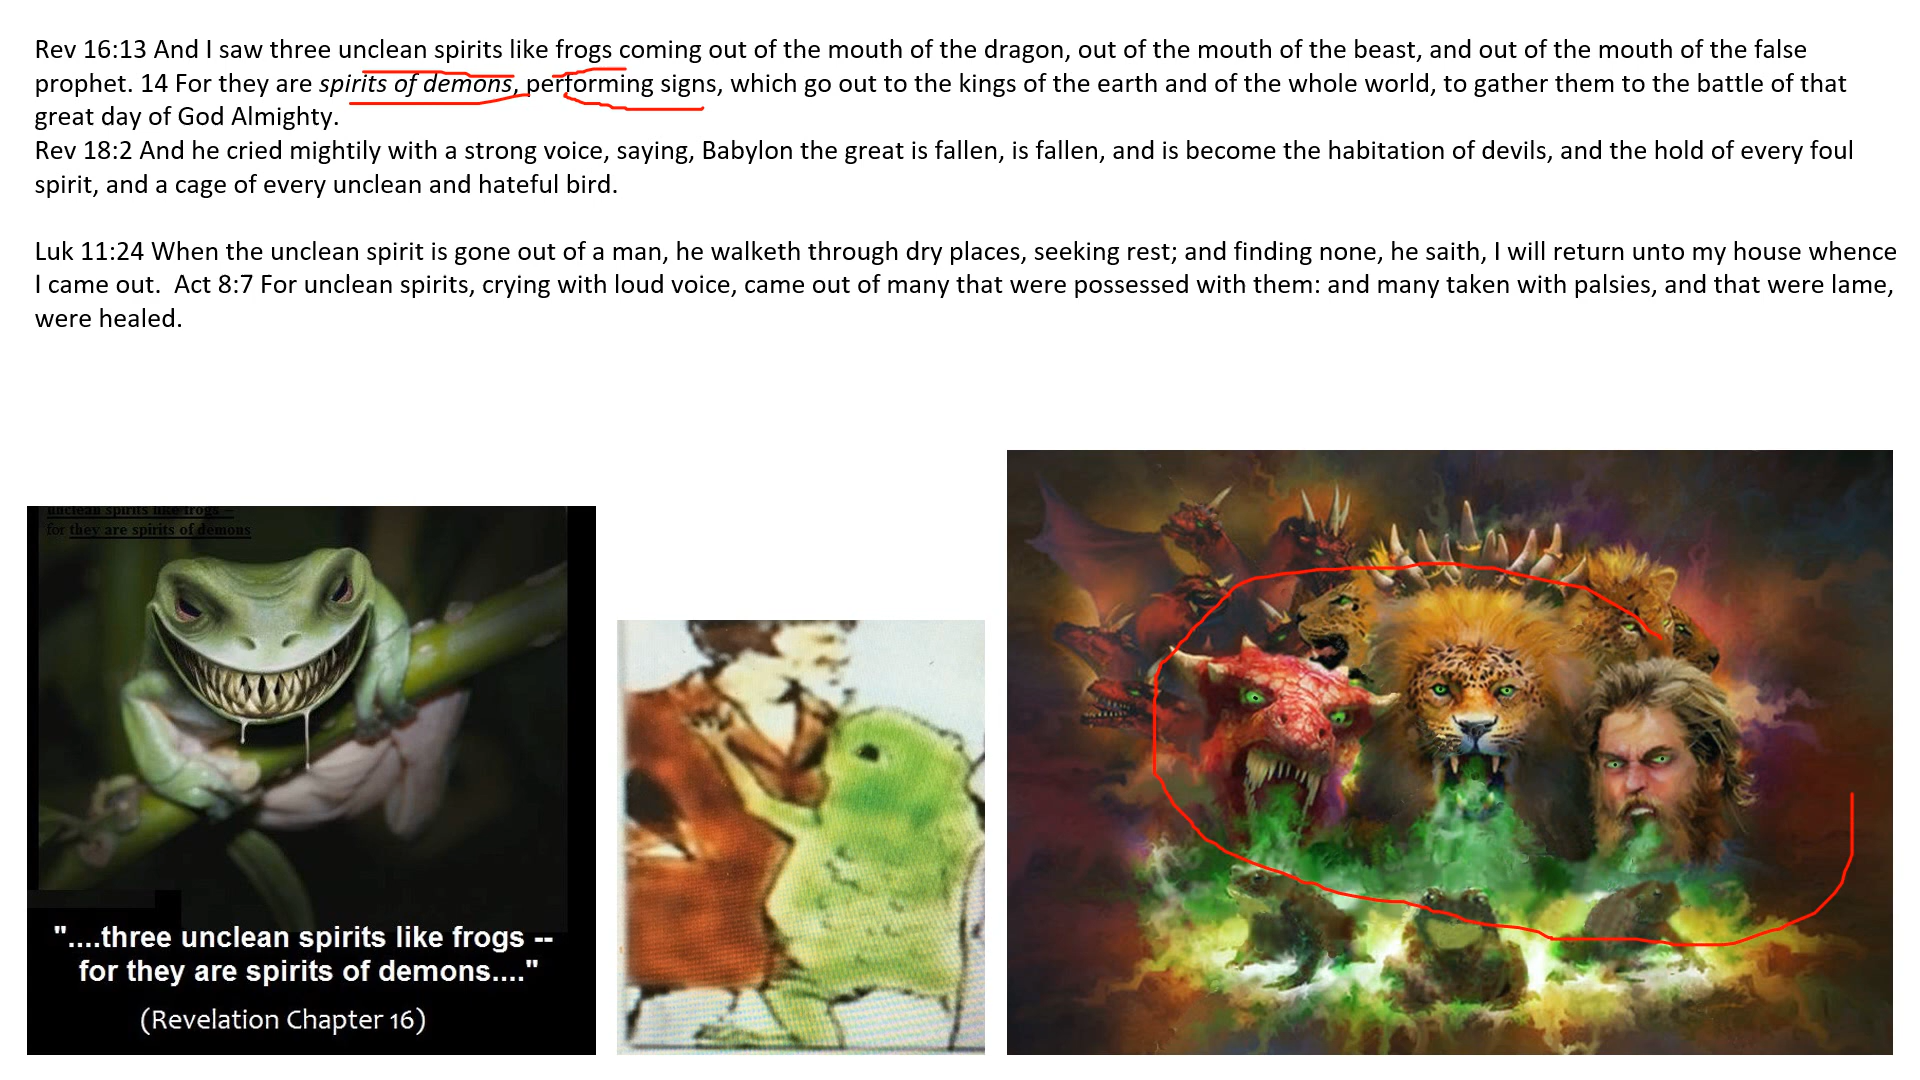 Rev 16:13 And I saw three unclean spirits like frogs coming out of the mouth of the dragon, out of the mouth of the beast, and out of the mouth of the false
prophet. 14 For they are spirits of demons, performing signs, which go out to the kings of the earth and of the whole world, to gather them to the battle of that
great day of God Almighty.
Rev 18:2 And he cried mightily with a strong voice, saying, Babylon the great is fallen, is fallen, and is become the habitation of devils, and the hold of every foul
spirit, and a cage of every unclean and hateful bird.
Luk 11:24 When the unclean spirit is gone out of a man, he walketh through dry places, seeking rest; and finding none, he saith, I will return unto my house whence
I came out.  Act 8:7 For unclean spirits, crying with loud voice, came out of many that were possessed with them: and many taken with palsies, and that were lame,
were healed.
unclean spirits like frogs --
for they are spirits of demons
"....three unclean spirits like frogs --
for they are spirits of demons...."
(Revelation Chapter 16)